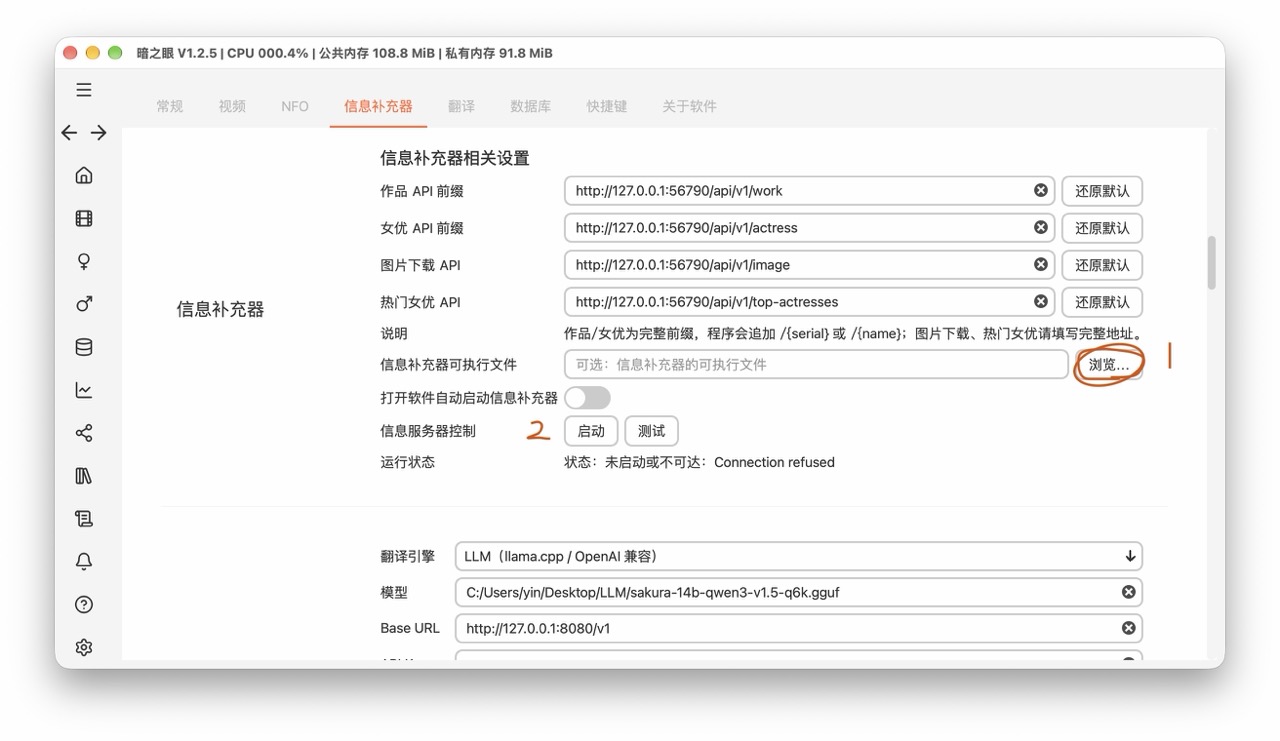 暗之眼 V1.2.5 | CPU 000.4% | 公共内存 108.8 MiB | 私有内存 91.8 MiB
常规 视频 NFO 信息补充器 翻译 数据库 快捷键 关于软件
信息补充器
信息补充器相关设置
作品 API 前缀 http://127.0.0.1:56790/api/v1/work 还原默认
女优 API 前缀 http://127.0.0.1:56790/api/v1/actress 还原默认
图片下载 API http://127.0.0.1:56790/api/v1/image 还原默认
热门女优 API http://127.0.0.1:56790/api/v1/top-actresses 还原默认
说明 作品/女优为完整前缀，程序会追加 /{serial} 或 /{name}；图片下载、热门女优请填写完整地址。
信息补充器可执行文件 可选：信息补充器的可执行文件 浏览... 1
打开软件自动启动信息补充器
信息服务器控制 2 启动 测试
运行状态 状态：未启动或不可达：Connection refused
翻译引擎 LLM（llama.cpp / OpenAI 兼容）
模型 C:/Users/yin/Desktop/LLM/sakura-14b-qwen3-v1.5-q6k.gguf
Base URL http://127.0.0.1:8080/v1